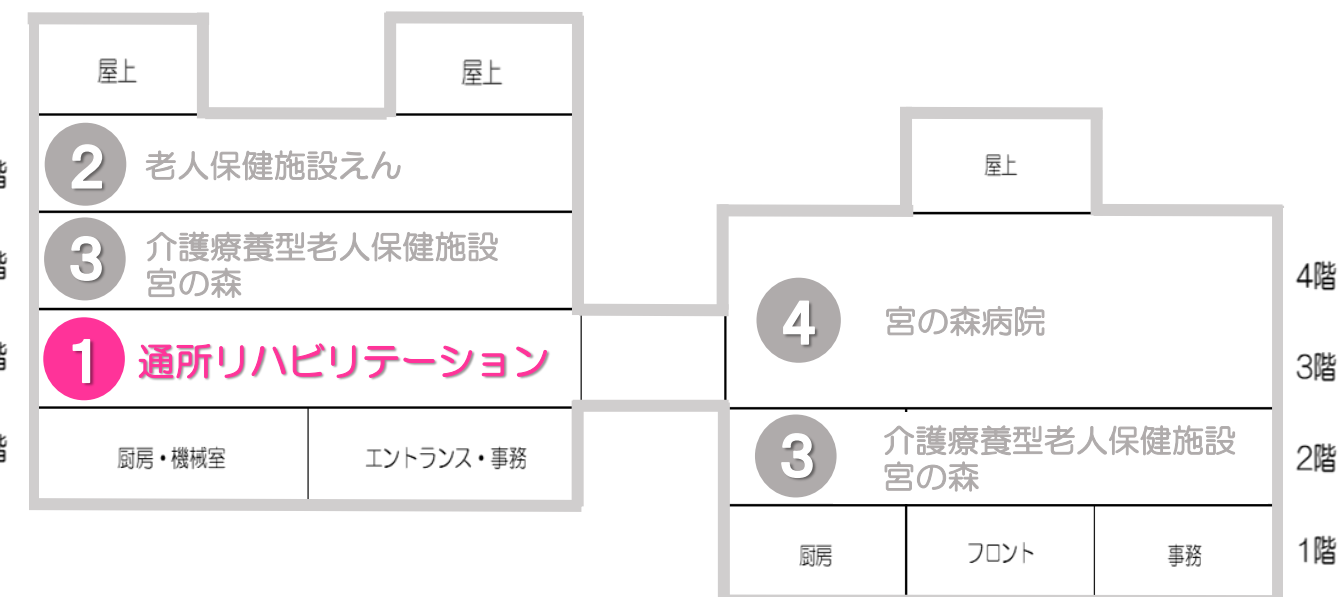 屋上
屋上
2 老人保健施設えん
3 介護療養型老人保健施設
宮の森
1 通所リハビリテーション
厨房・機械室
エントランス・事務
階
階
階
階
屋上
4 宮の森病院
3 介護療養型老人保健施設
宮の森
厨房
フロント
事務
4階
3階
2階
1階